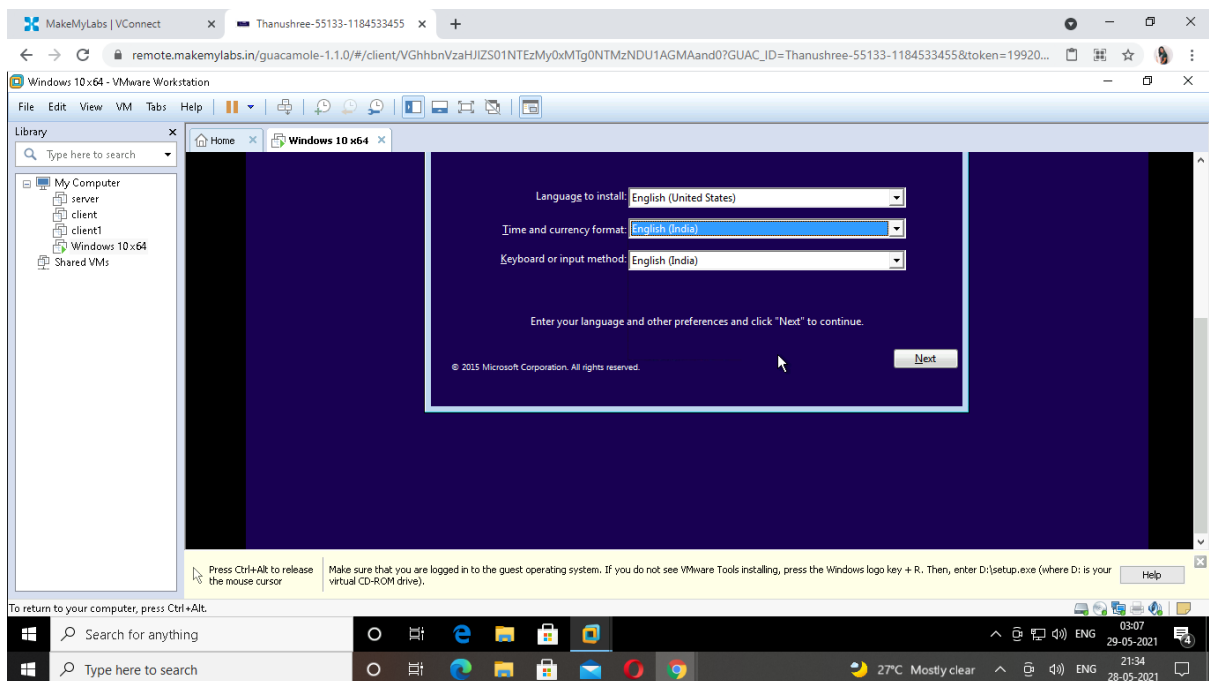 MakeMyLabs | VConnect
Thanushree-55133-1184533455
remote.makemylabs.in/guacamole-1.1.0/#/client/VGhhbnVzaHJlZS01NTEzMy0xMTg0NTMzNDU1AGMAand0?GUAC_ID=Thanushree-55133-1184533455&token=19920...
Windows 10 x64 - VMware Workstation
File Edit View VM Tabs Help
Library
Home
Windows 10 x64
Type here to search
My Computer
server
client
client1
Windows 10 x64
Shared VMs
Language to install: English (United States)
Time and currency format: English (India)
Keyboard or input method: English (India)
Enter your language and other preferences and click "Next" to continue.
© 2015 Microsoft Corporation. All rights reserved.
Next
Press Ctrl+Alt to release
the mouse cursor
Make sure that you are logged in to the guest operating system. If you do not see VMware Tools installing, press the Windows logo key + R. Then, enter D:\setup.exe (where D: is your
virtual CD-ROM drive).
Help
To return to your computer, press Ctrl+Alt.
Search for anything
ENG
03:07
29-05-2021
4
Type here to search
27°C Mostly clear
ENG
21:34
28-05-2021